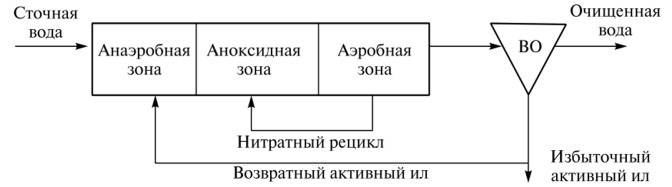 Сточная
вода
Анаэробная
зона
Аноксидная
зона
Аэробная
зона
ВО
Очищенная
вода
Нитратный рецикл
Возвратный активный ил
Избыточный
активный ил